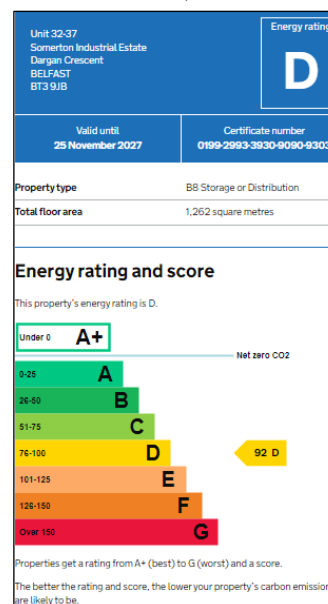 Unit 32-37
Somerton Industrial Estate
Dargan Crescent
BELFAST
BT3 9JB
Energy rating
D
Valid until
25 November 2027
Certificate number
0199-2993-3930-9090-9303
Property type B8 Storage or Distribution
Total floor area 1,262 square metres
Energy rating and score
This property's energy rating is D.
Under 0 A+
Net zero CO2
0-25 A
26-50 B
51-75 C
76-100 D 92 D
101-125 E
126-150 F
Over 150 G
Properties get a rating from A+ (best) to G (worst) and a score.
The better the rating and score, the lower your property's carbon emission
are likely to be.